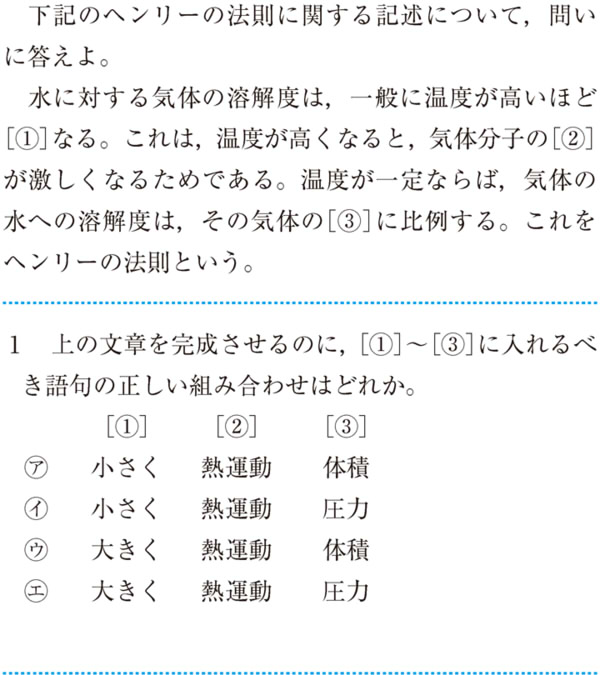 下記のヘンリーの法則に関する記述について，問い
に答えよ。
水に対する気体の溶解度は，一般に温度が高いほど
[①]なる。これは，温度が高くなると，気体分子の[②]
が激しくなるためである。温度が一定ならば，気体の
水への溶解度は，その気体の[③]に比例する。これを
ヘンリーの法則という。
1 上の文章を完成させるのに，[①]～[③]に入れるべ
き語句の正しい組み合わせはどれか。
[①] [②] [③]
㋐ 小さく 熱運動 体積
㋑ 小さく 熱運動 圧力
㋒ 大きく 熱運動 体積
㋓ 大きく 熱運動 圧力